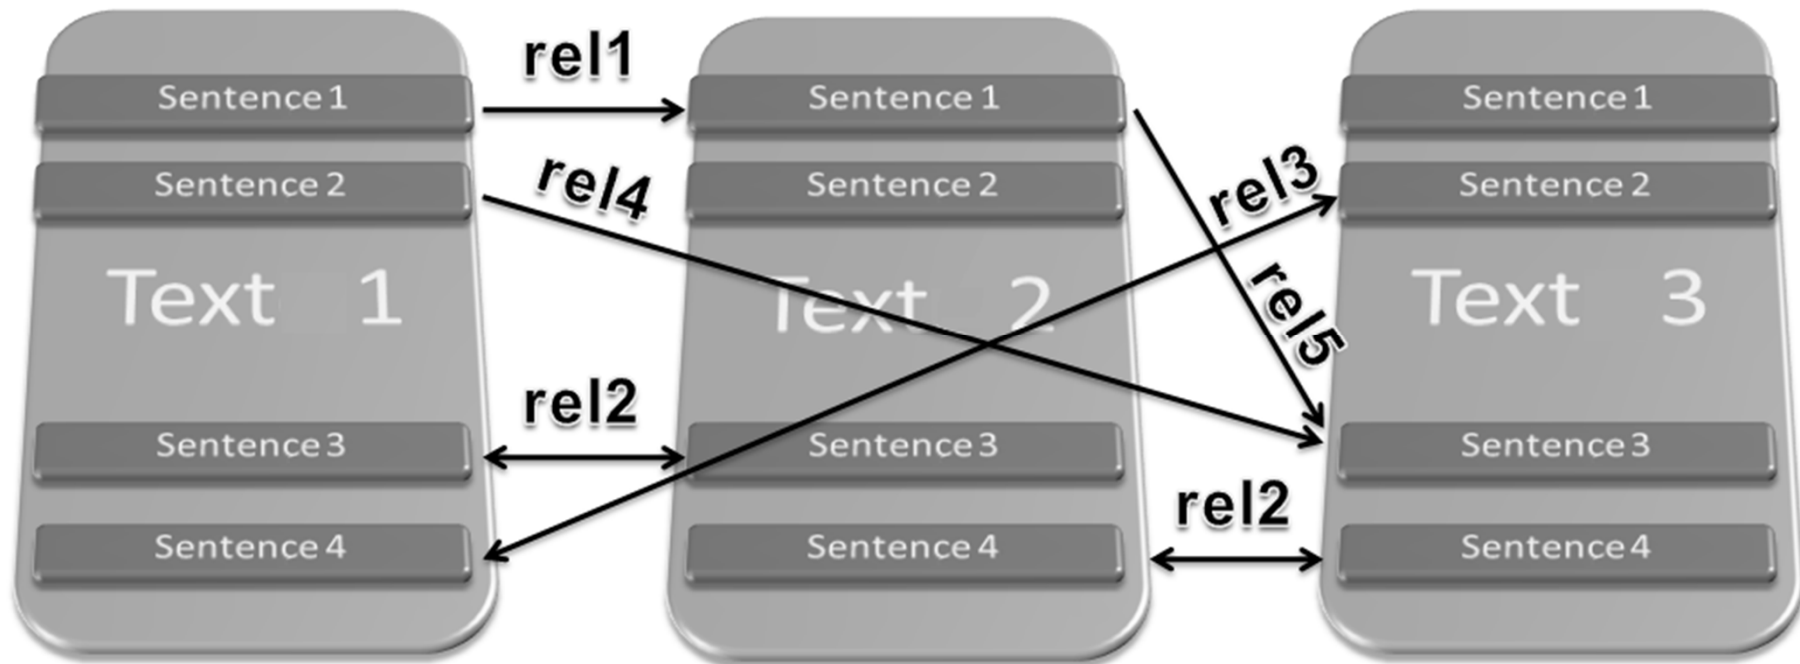 rel1
Sentence 1
Sentence 1
Sentence 1
rel4
rel3
Sentence 2
Sentence 2
Sentence 2
Text 1
Text 2
Text 3
rel5
rel2
Sentence 3
Sentence 3
Sentence 3
rel2
Sentence 4
Sentence 4
Sentence 4